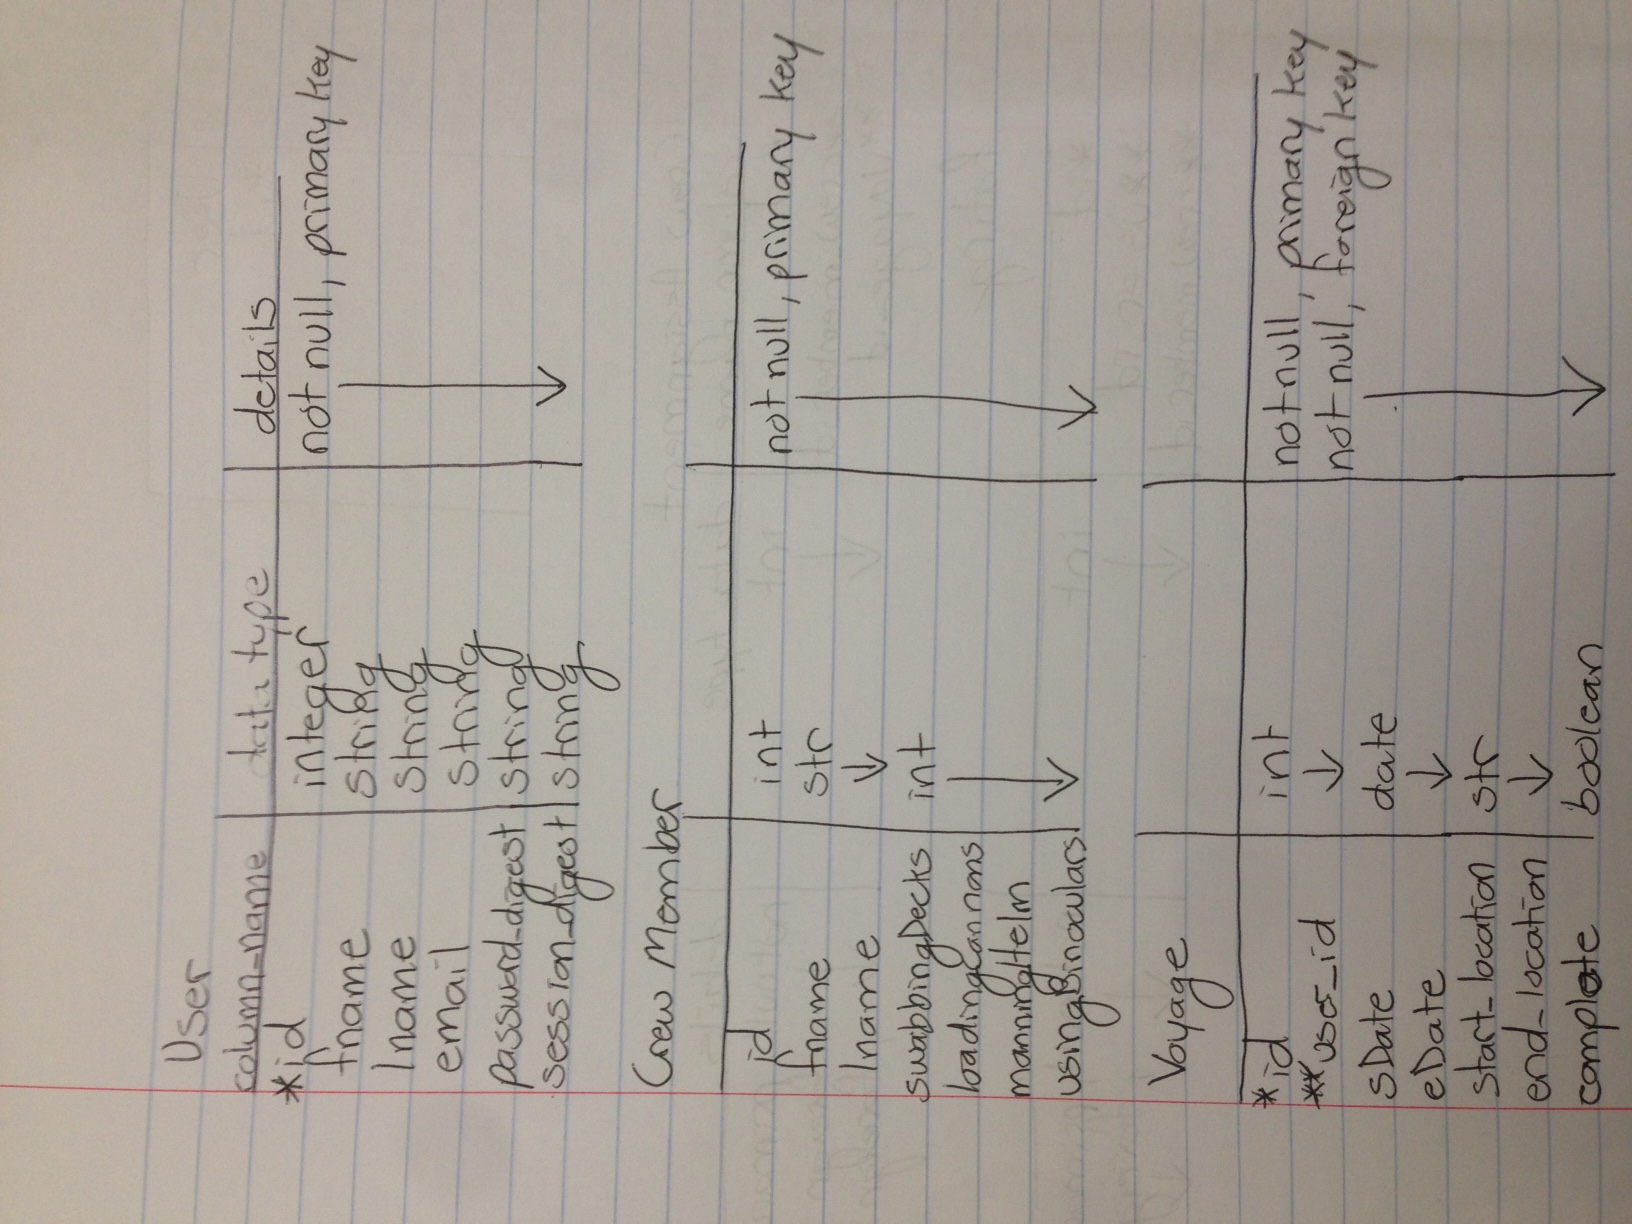 User
column_name data type details
*id integer not null, primary key
fname string ↓
lname string
email string
password_digest string
session_digest string
Crew Member
id int not null, primary key
fname str ↓
lname ↓
swabbingDecks int
loadingCannons ↓
manningHelm
usingBinoculars
Voyage
*id int not null, primary key
**user_id ↓ not null, foreign key
sDate date ↓
eDate ↓
start_location str
end_location ↓
complete boolean